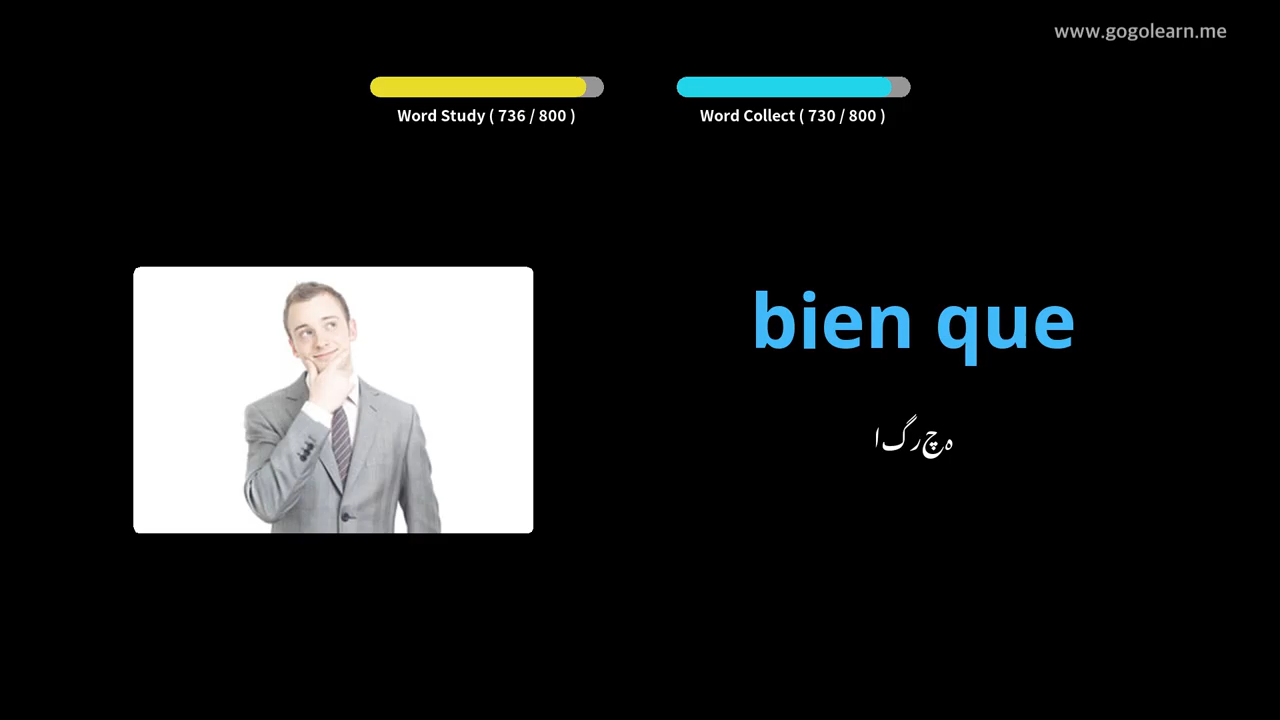 www.gogolearn.me
Word Study ( 736 / 800 )
Word Collect ( 730 / 800 )
bien que
اگرچہ